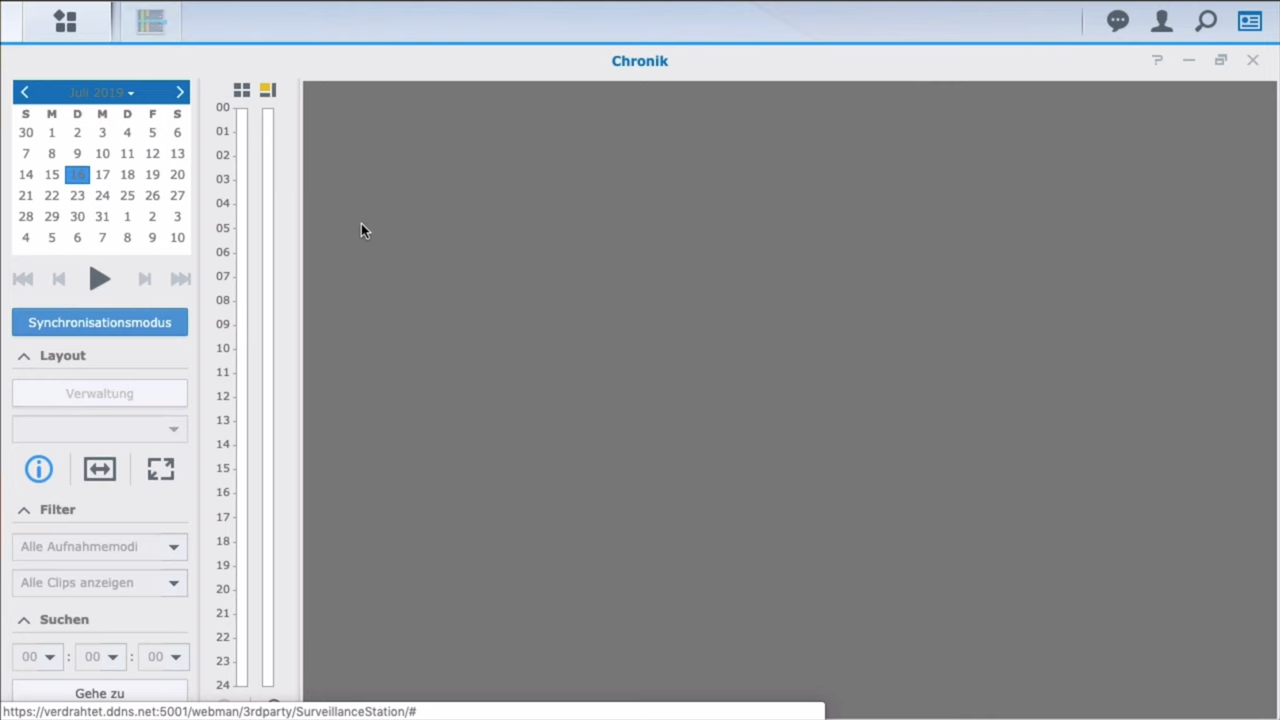 Chronik
Juli 2019
S M D M D F S
30 1 2 3 4 5 6
7 8 9 10 11 12 13
14 15 16 17 18 19 20
21 22 23 24 25 26 27
28 29 30 31 1 2 3
4 5 6 7 8 9 10
Synchronisationsmodus
Layout
Verwaltung
Filter
Alle Aufnahmemodi
Alle Clips anzeigen
Suchen
00 : 00 : 00
Gehe zu
00
01
02
03
04
05
06
07
08
09
10
11
12
13
14
15
16
17
18
19
20
21
22
23
24
https://verdrahtet.ddns.net:5001/webman/3rdparty/SurveillanceStation/#